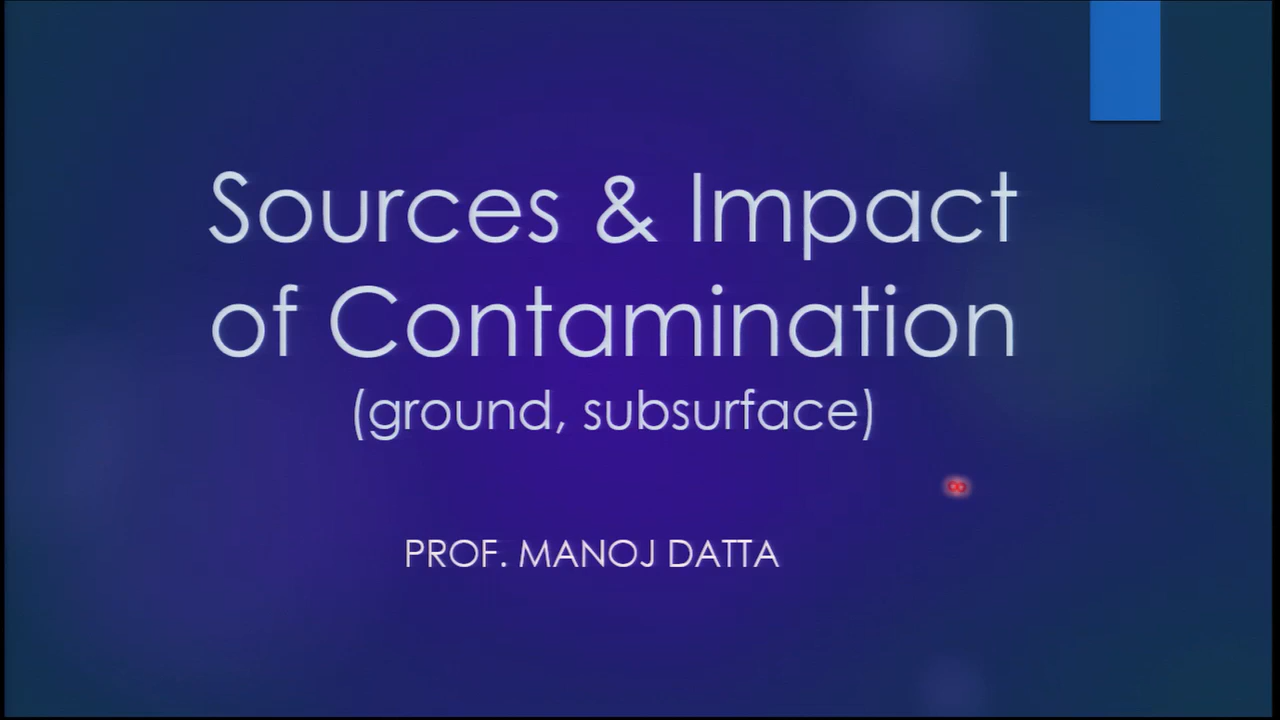 Sources & Impact
of Contamination
(ground, subsurface)
PROF. MANOJ DATTA